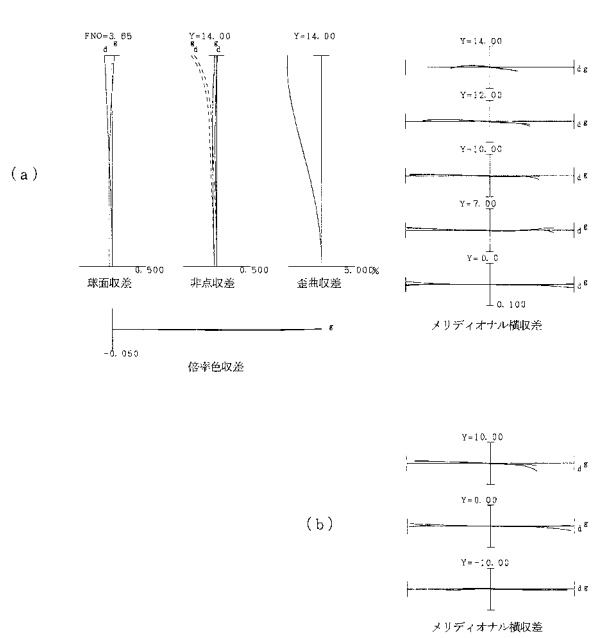 (a)
FNO=3.65
d g
0.500
球面収差
Y=14.00
g d g d
0.500
非点収差
Y=14.00
5.000%
歪曲収差
-0.050
g
倍率色収差
Y=14.00
d g
Y=12.00
d g
Y=10.00
d g
Y=7.00
d g
Y=0.0
d g
0.100
メリディオナル横収差
(b)
Y=10.00
d g
Y=0.00
d g
Y=-10.00
d g
メリディオナル横収差